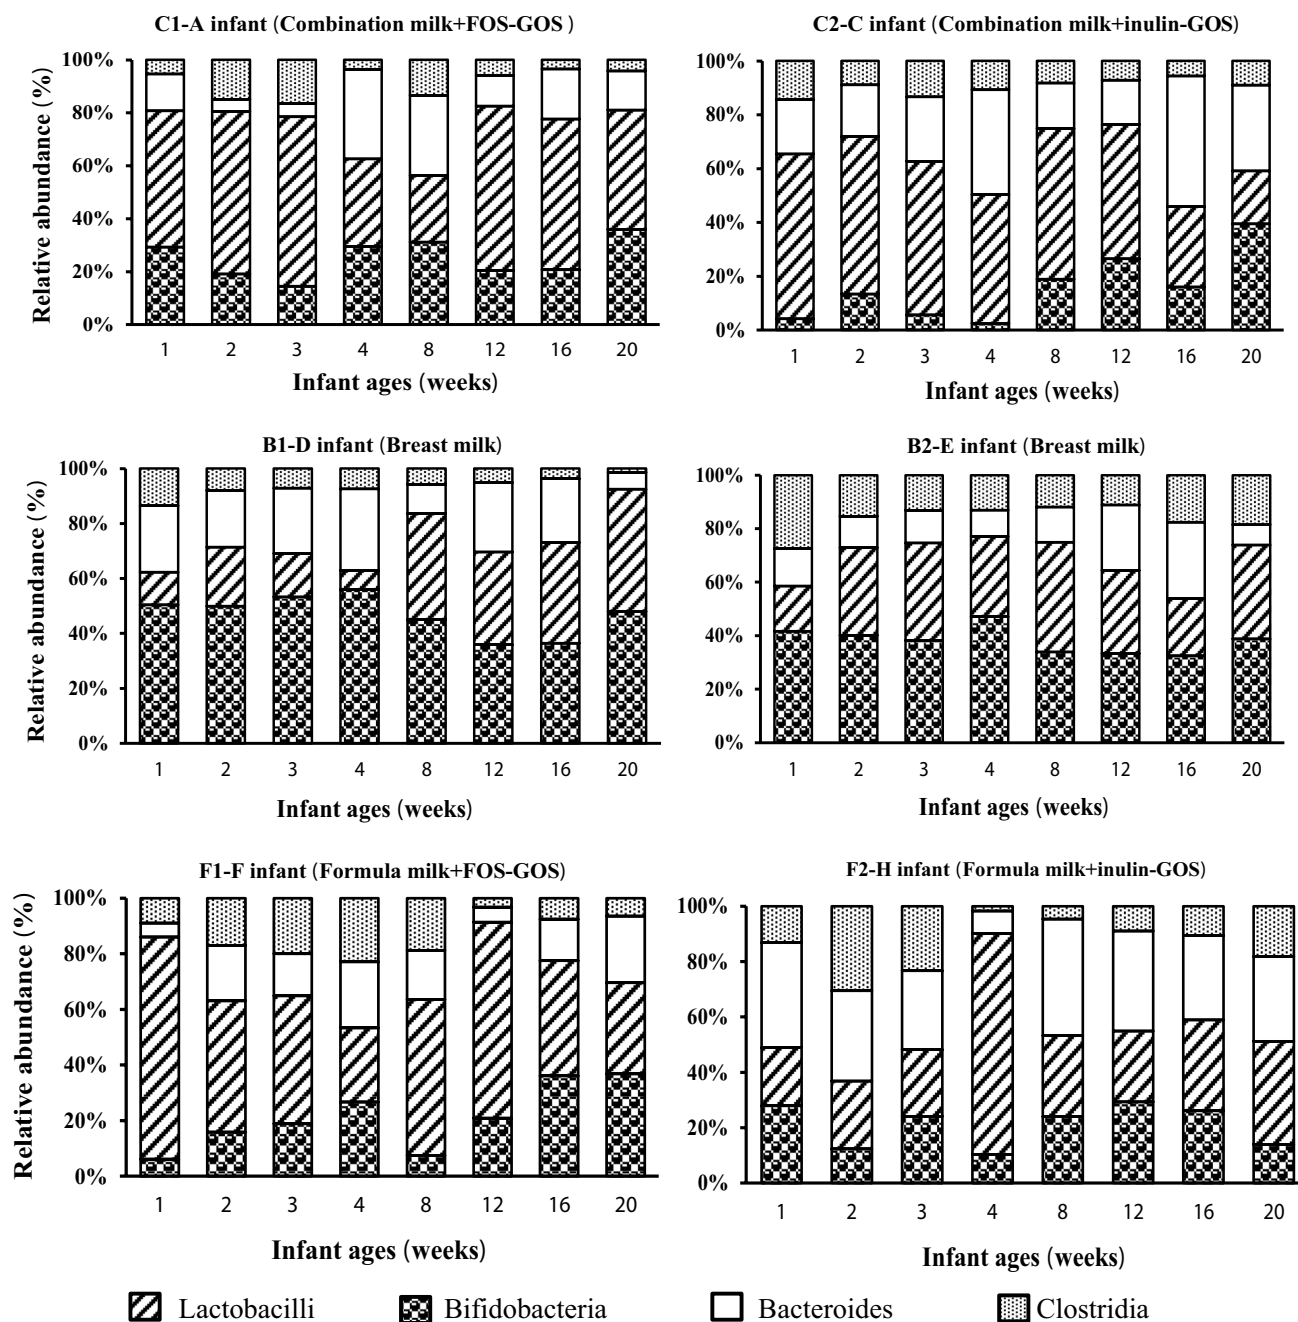 C1-A infant (Combination milk+FOS-GOS )
Relative abundance (%)
100%
80%
60%
40%
20%
0%
1 2 3 4 8 12 16 20
Infant ages (weeks)
C2-C infant (Combination milk+inulin-GOS)
100%
80%
60%
40%
20%
0%
1 2 3 4 8 12 16 20
Infant ages (weeks)
B1-D infant (Breast milk)
Relative abundance (%)
100%
80%
60%
40%
20%
0%
1 2 3 4 8 12 16 20
Infant ages (weeks)
B2-E infant (Breast milk)
100%
80%
60%
40%
20%
0%
1 2 3 4 8 12 16 20
Infant ages (weeks)
F1-F infant (Formula milk+FOS-GOS)
Relative abundance (%)
100%
80%
60%
40%
20%
0%
1 2 3 4 8 12 16 20
Infant ages (weeks)
F2-H infant (Formula milk+inulin-GOS)
100%
80%
60%
40%
20%
0%
1 2 3 4 8 12 16 20
Infant ages (weeks)
Lactobacilli Bifidobacteria Bacteroides Clostridia